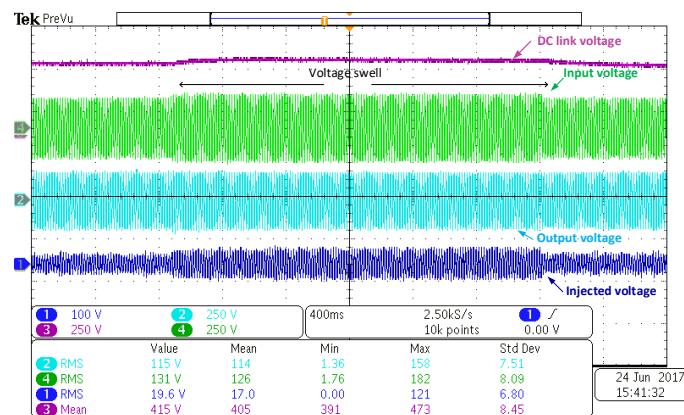 Tek PreVu
T
DC link voltage
Voltage swell
Input voltage
4
2
Output voltage
1
Injected voltage
1 100 V 2 250 V 400ms 2.50kS/s 1
3 250 V 4 250 V 10k points 0.00 V
Value Mean Min Max Std Dev
2 RMS 115 V 114 1.36 158 7.51
4 RMS 131 V 126 1.76 182 8.09
1 RMS 19.6 V 17.0 0.00 121 6.80
3 Mean 415 V 405 391 473 8.45
24 Jun 2017
15:41:32